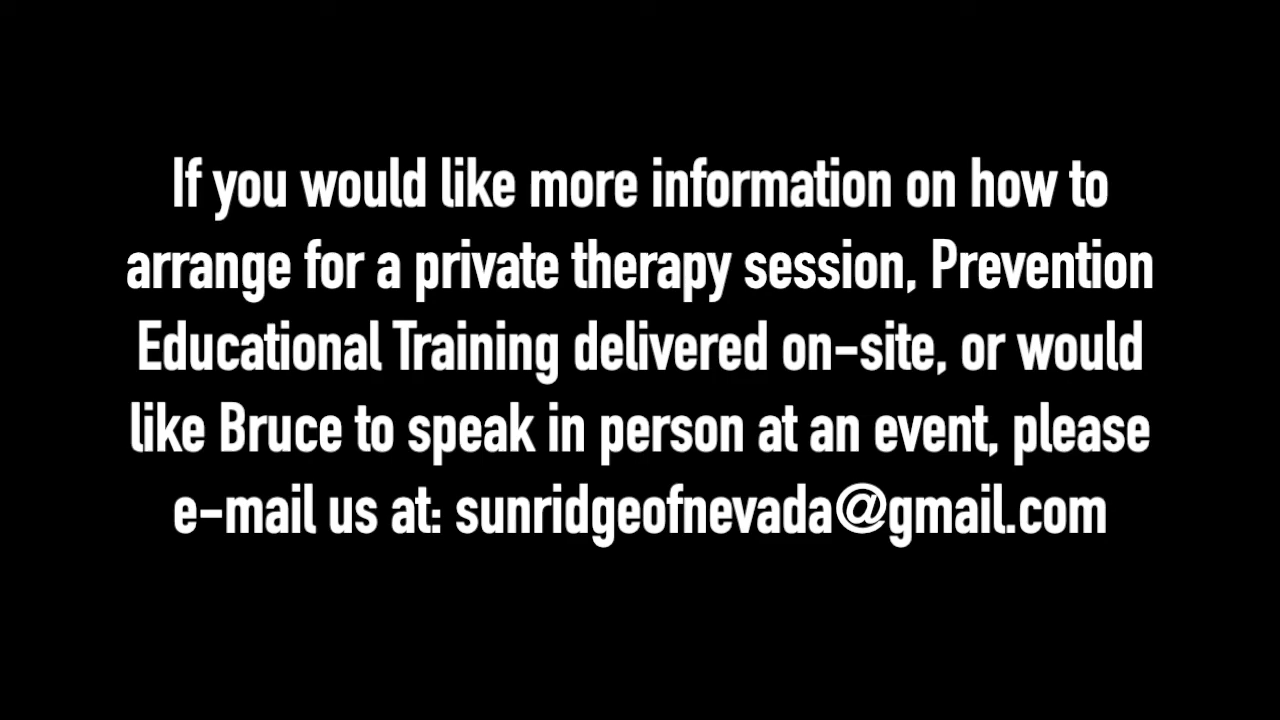 If you would like more information on how to
arrange for a private therapy session, Prevention
Educational Training delivered on-site, or would
like Bruce to speak in person at an event, please
e-mail us at: sunridgeofnevada@gmail.com